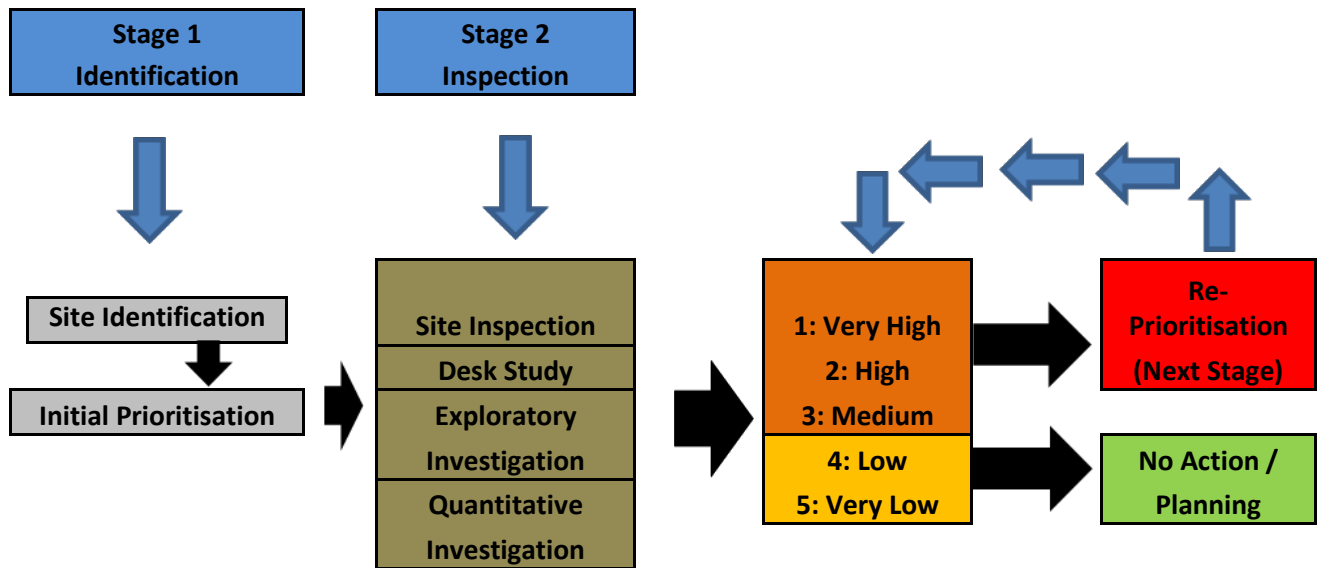 Stage 1
Identification
Stage 2
Inspection
Site Identification
Initial Prioritisation
Site Inspection
Desk Study
Exploratory
Investigation
Quantitative
Investigation
1: Very High
2: High
3: Medium
4: Low
5: Very Low
Re-
Prioritisation
(Next Stage)
No Action /
Planning